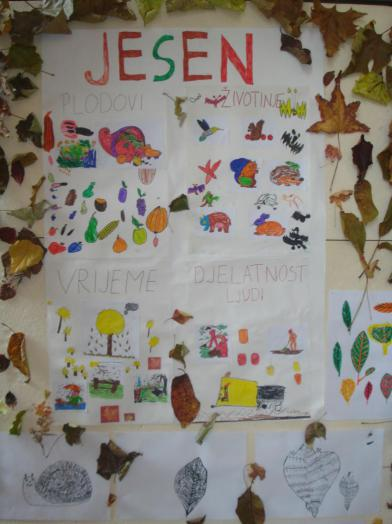 JESEN
PLODOVI
ŽIVOTINJE
VRIJEME
DJELATNOST
LJUDI